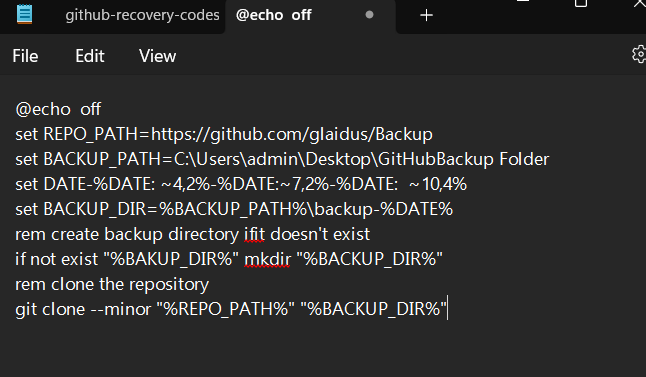 github-recovery-codes @echo  off
File Edit View
@echo  off
set REPO_PATH=https://github.com/glaidus/Backup
set BACKUP_PATH=C:\Users\admin\Desktop\GitHubBackup Folder
set DATE-%DATE: ~4,2%-%DATE:~7,2%-%DATE:  ~10,4%
set BACKUP_DIR=%BACKUP_PATH%\backup-%DATE%
rem create backup directory ifit doesn't exist
if not exist "%BAKUP_DIR%" mkdir "%BACKUP_DIR%"
rem clone the repository
git clone --minor "%REPO_PATH%" "%BACKUP_DIR%"